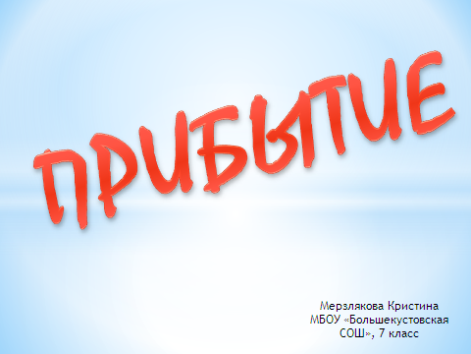 ПРИБЫТИЕ
Мерзлякова Кристина
МБОУ «Большекустовская
СОШ», 7 класс